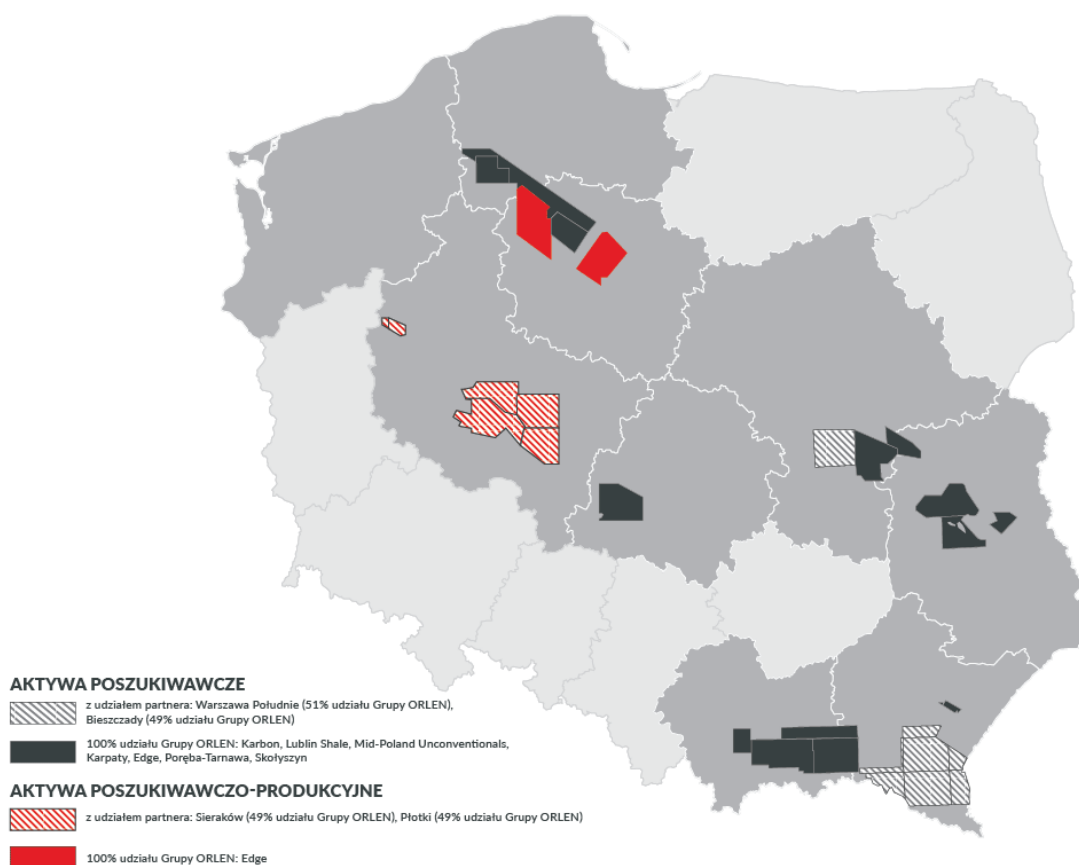 AKTYWA POSZUKIWAWCZE
z udziałem partnera: Warszawa Południe (51% udziału Grupy ORLEN),
Bieszczady (49% udziału Grupy ORLEN)
100% udziału Grupy ORLEN: Karbon, Lublin Shale, Mid-Poland Unconventionals,
Karpaty, Edge, Poręba-Tarnawa, Skołyszyn
AKTYWA POSZUKIWAWCZO-PRODUKCYJNE
z udziałem partnera: Sieraków (49% udziału Grupy ORLEN), Płotki (49% udziału Grupy ORLEN)
100% udziału Grupy ORLEN: Edge